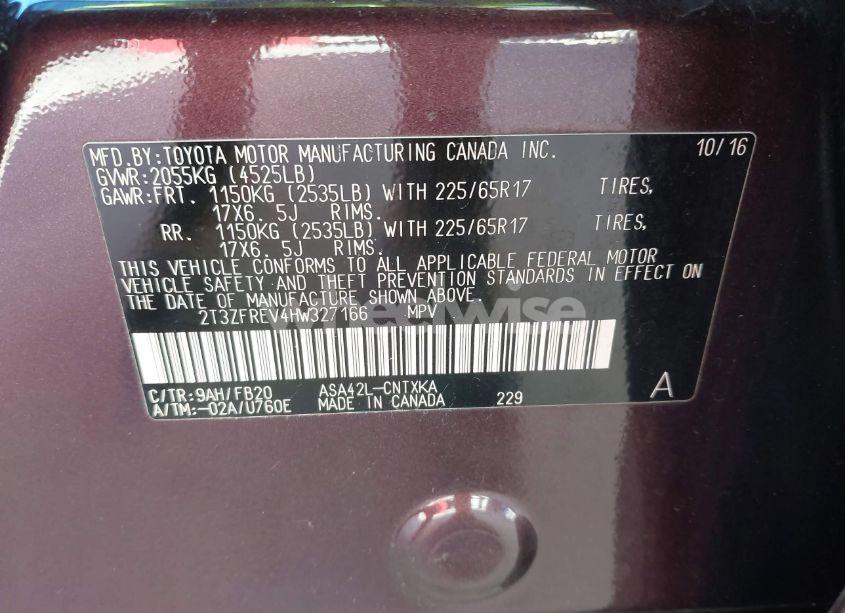 MFD.BY:TOYOTA MOTOR MANUFACTURING CANADA INC. 10/16
GVWR:2055KG (4525LB)
GAWR:FRT. 1150KG (2535LB) WITH 225/65R17 TIRES,
17X6. 5J RIMS.
RR. 1150KG (2535LB) WITH 225/65R17 TIRES,
17X6. 5J RIMS.
THIS VEHICLE CONFORMS TO ALL APPLICABLE FEDERAL MOTOR
VEHICLE SAFETY AND THEFT PREVENTION STANDARDS IN EFFECT ON
THE DATE OF MANUFACTURE SHOWN ABOVE.
2T3ZFREV4HW327166 MPV
wheelwise
C/TR:9AH/FB20 ASA42L-CNTXKA
A/TM:-02A/U760E MADE IN CANADA 229 A